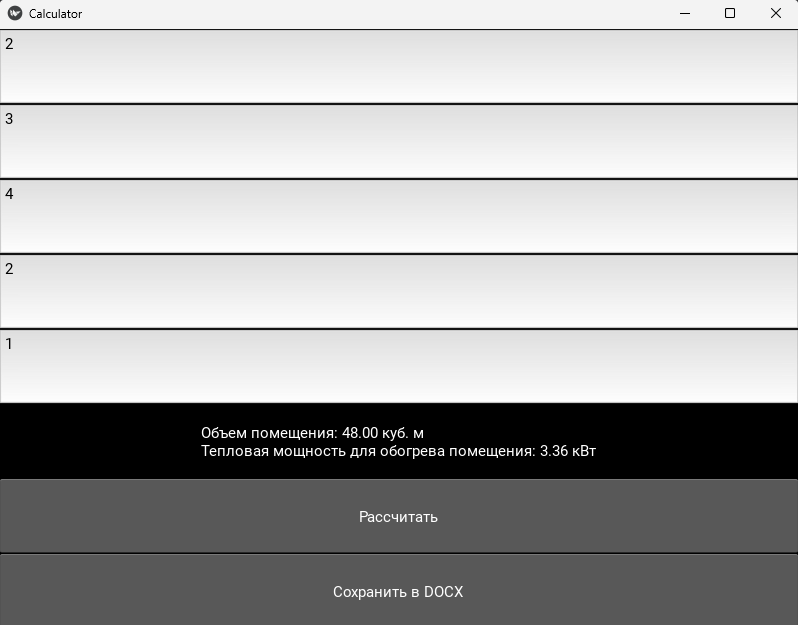 Calculator
2
3
4
2
1
Объем помещения: 48.00 куб. м
Тепловая мощность для обогрева помещения: 3.36 кВт
Рассчитать
Сохранить в DOCX